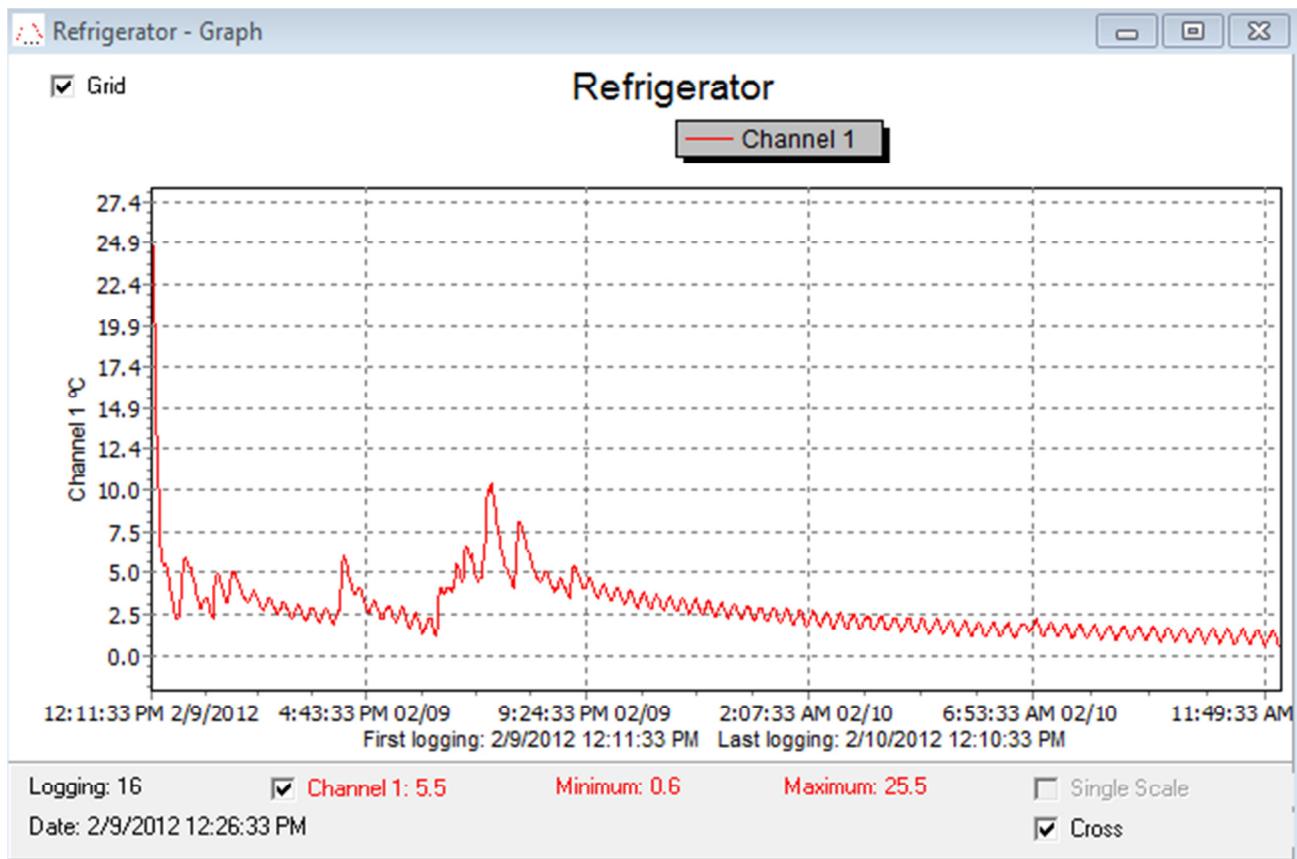 Refrigerator - Graph
Grid
Refrigerator
Channel 1
27.4
24.9
22.4
19.9
17.4
14.9
12.4
10.0
7.5
5.0
2.5
0.0
Channel 1 ºC
12:11:33 PM 2/9/2012 4:43:33 PM 02/09 9:24:33 PM 02/09 2:07:33 AM 02/10 6:53:33 AM 02/10 11:49:33 AM
First logging: 2/9/2012 12:11:33 PM Last logging: 2/10/2012 12:10:33 PM
Logging: 16 Channel 1: 5.5 Minimum: 0.6 Maximum: 25.5 Single Scale
Date: 2/9/2012 12:26:33 PM Cross